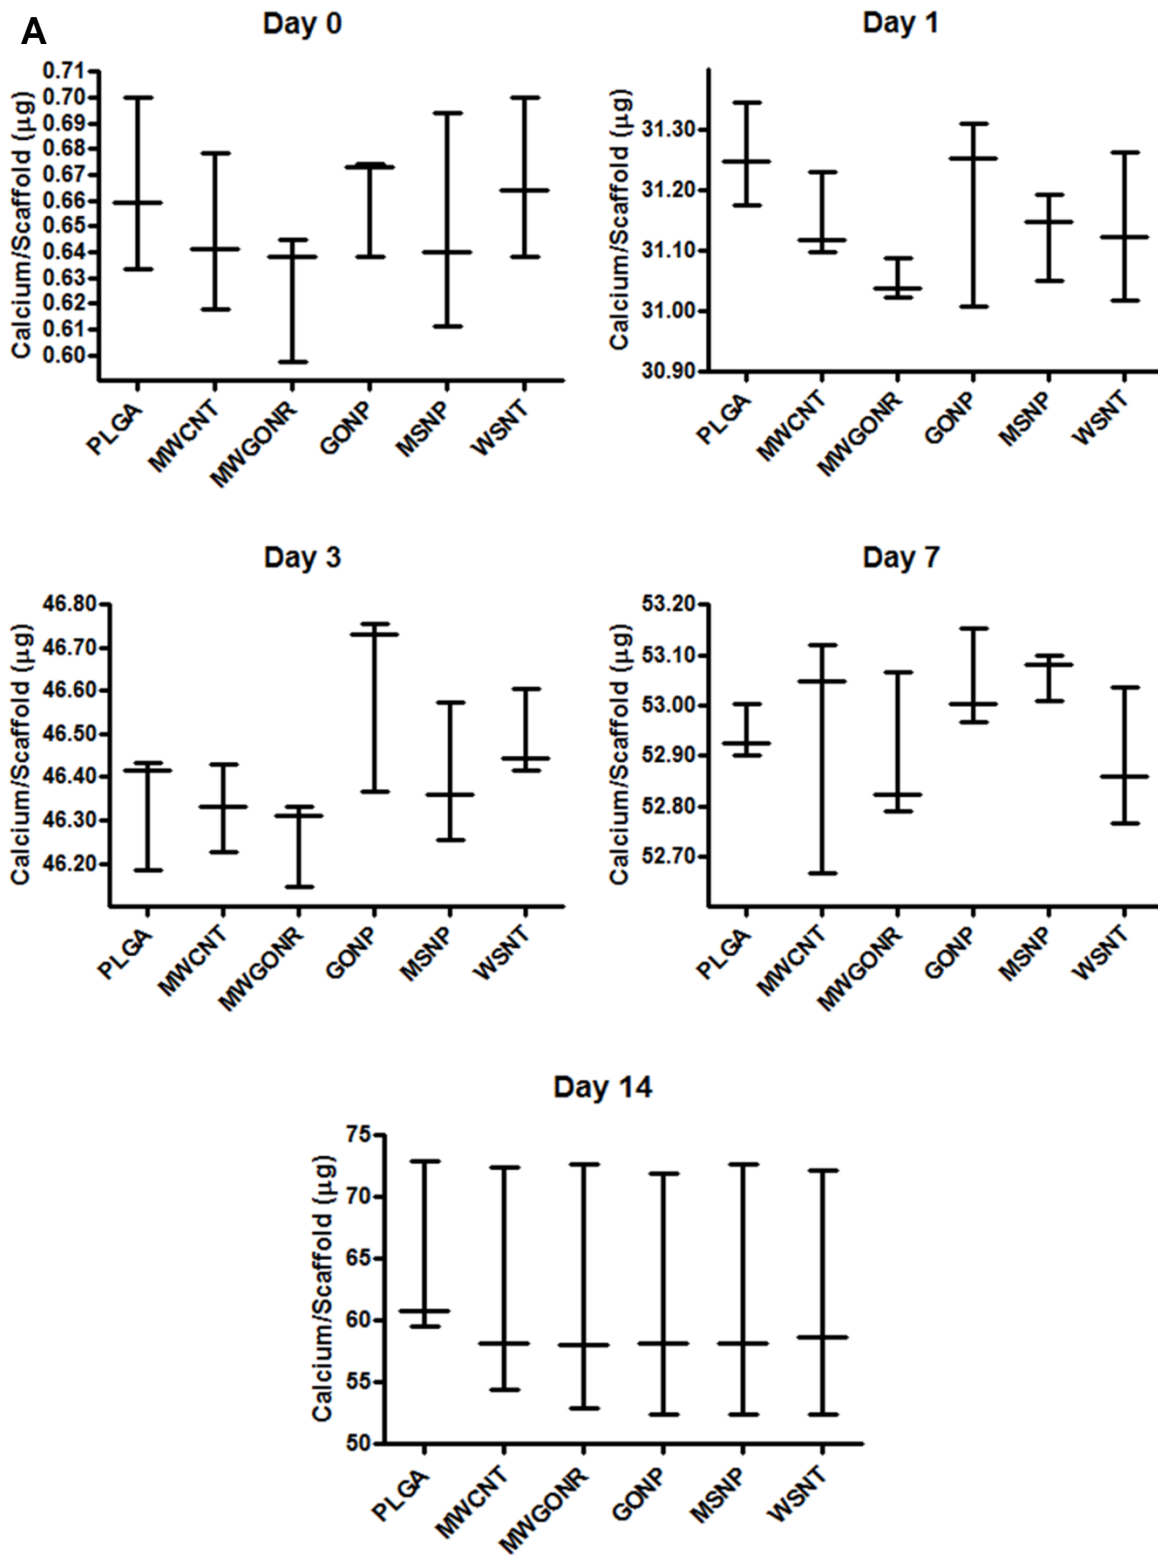 A
Day 0
Calcium/Scaffold (µg)
0.71
0.70
0.69
0.68
0.67
0.66
0.65
0.64
0.63
0.62
0.61
0.60
PLGA
MWCNT
MWGONR
GONP
MSNP
WSNT
Day 1
Calcium/Scaffold (µg)
31.30
31.20
31.10
31.00
30.90
PLGA
MWCNT
MWGONR
GONP
MSNP
WSNT
Day 3
Calcium/Scaffold (µg)
46.80
46.70
46.60
46.50
46.40
46.30
46.20
PLGA
MWCNT
MWGONR
GONP
MSNP
WSNT
Day 7
Calcium/Scaffold (µg)
53.20
53.10
53.00
52.90
52.80
52.70
PLGA
MWCNT
MWGONR
GONP
MSNP
WSNT
Day 14
Calcium/Scaffold (µg)
75
70
65
60
55
50
PLGA
MWCNT
MWGONR
GONP
MSNP
WSNT